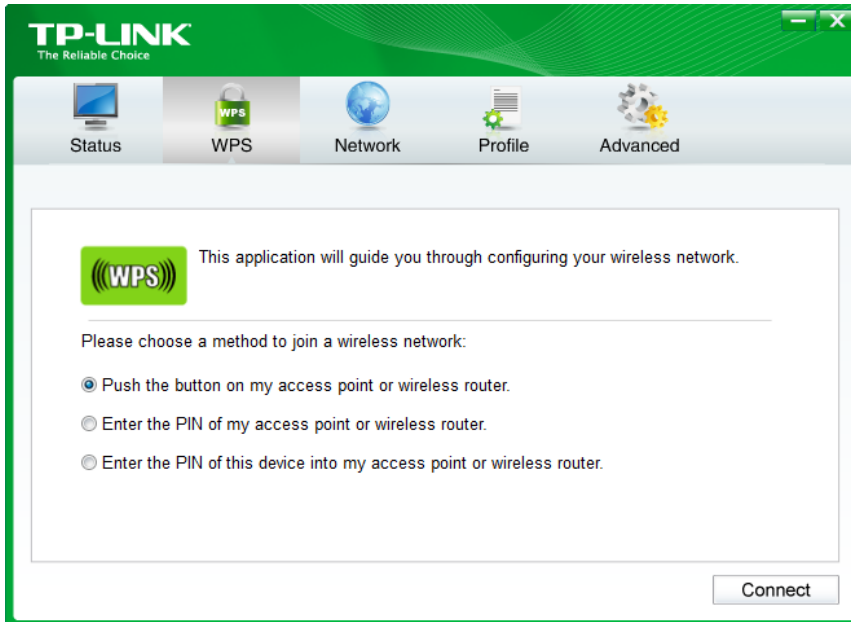 TP-LINK
The Reliable Choice
Status WPS Network Profile Advanced
WPS
(((WPS)))
This application will guide you through configuring your wireless network.
Please choose a method to join a wireless network:
Push the button on my access point or wireless router.
Enter the PIN of my access point or wireless router.
Enter the PIN of this device into my access point or wireless router.
Connect